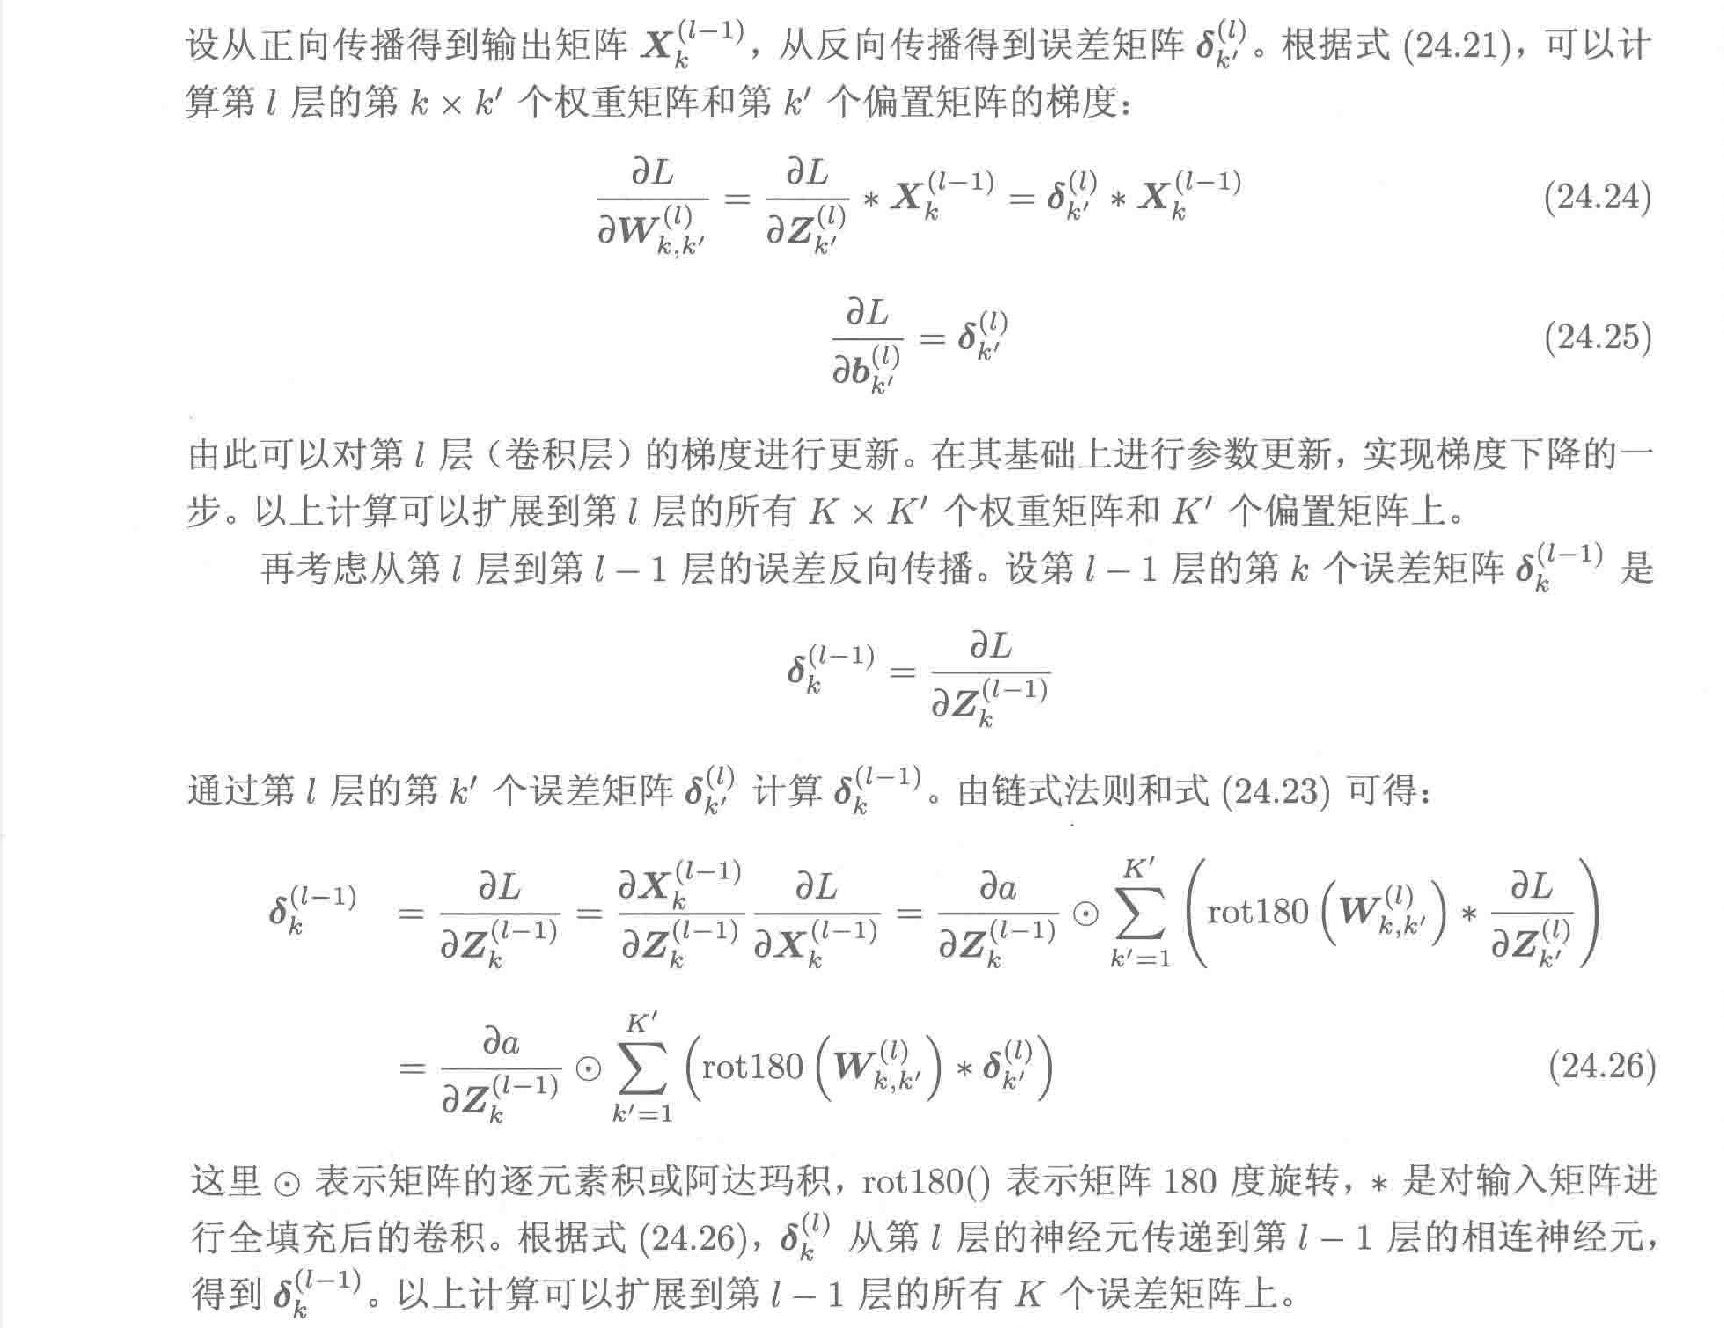 设从正向传播得到输出矩阵 $\boldsymbol{X}_{k}^{(l-1)}$，从反向传播得到误差矩阵 $\boldsymbol{\delta}_{k'}^{(l)}$。根据式 (24.21)，可以计
算第 $l$ 层的第 $k \times k'$ 个权重矩阵和第 $k'$ 个偏置矩阵的梯度：
$$\frac{\partial L}{\partial \boldsymbol{W}_{k,k'}^{(l)}} = \frac{\partial L}{\partial \boldsymbol{Z}_{k'}^{(l)}} * \boldsymbol{X}_{k}^{(l-1)} = \boldsymbol{\delta}_{k'}^{(l)} * \boldsymbol{X}_{k}^{(l-1)}$$ (24.24)
$$\frac{\partial L}{\partial \boldsymbol{b}_{k'}^{(l)}} = \boldsymbol{\delta}_{k'}^{(l)}$$ (24.25)
由此可以对第 $l$ 层（卷积层）的梯度进行更新。在其基础上进行参数更新，实现梯度下降的一
步。以上计算可以扩展到第 $l$ 层的所有 $K \times K'$ 个权重矩阵和 $K'$ 个偏置矩阵上。
再考虑从第 $l$ 层到第 $l-1$ 层的误差反向传播。设第 $l-1$ 层的第 $k$ 个误差矩阵 $\boldsymbol{\delta}_{k}^{(l-1)}$ 是
$$\boldsymbol{\delta}_{k}^{(l-1)} = \frac{\partial L}{\partial \boldsymbol{Z}_{k}^{(l-1)}}$$
通过第 $l$ 层的第 $k'$ 个误差矩阵 $\boldsymbol{\delta}_{k'}^{(l)}$ 计算 $\boldsymbol{\delta}_{k}^{(l-1)}$。由链式法则和式 (24.23) 可得：
$$\boldsymbol{\delta}_{k}^{(l-1)} = \frac{\partial L}{\partial \boldsymbol{Z}_{k}^{(l-1)}} = \frac{\partial \boldsymbol{X}_{k}^{(l-1)}}{\partial \boldsymbol{Z}_{k}^{(l-1)}} \frac{\partial L}{\partial \boldsymbol{X}_{k}^{(l-1)}} = \frac{\partial a}{\partial \boldsymbol{Z}_{k}^{(l-1)}} \odot \sum_{k'=1}^{K'} \left( \text{rot180}\left(\boldsymbol{W}_{k,k'}^{(l)}\right) * \frac{\partial L}{\partial \boldsymbol{Z}_{k'}^{(l)}} \right)$$
$$= \frac{\partial a}{\partial \boldsymbol{Z}_{k}^{(l-1)}} \odot \sum_{k'=1}^{K'} \left( \text{rot180}\left(\boldsymbol{W}_{k,k'}^{(l)}\right) * \boldsymbol{\delta}_{k'}^{(l)} \right)$$ (24.26)
这里 $\odot$ 表示矩阵的逐元素积或阿达玛积，rot180() 表示矩阵 180 度旋转，$*$ 是对输入矩阵进
行全填充后的卷积。根据式 (24.26)，$\boldsymbol{\delta}_{k}^{(l)}$ 从第 $l$ 层的神经元传递到第 $l-1$ 层的相连神经元，
得到 $\boldsymbol{\delta}_{k}^{(l-1)}$。以上计算可以扩展到第 $l-1$ 层的所有 $K$ 个误差矩阵上。